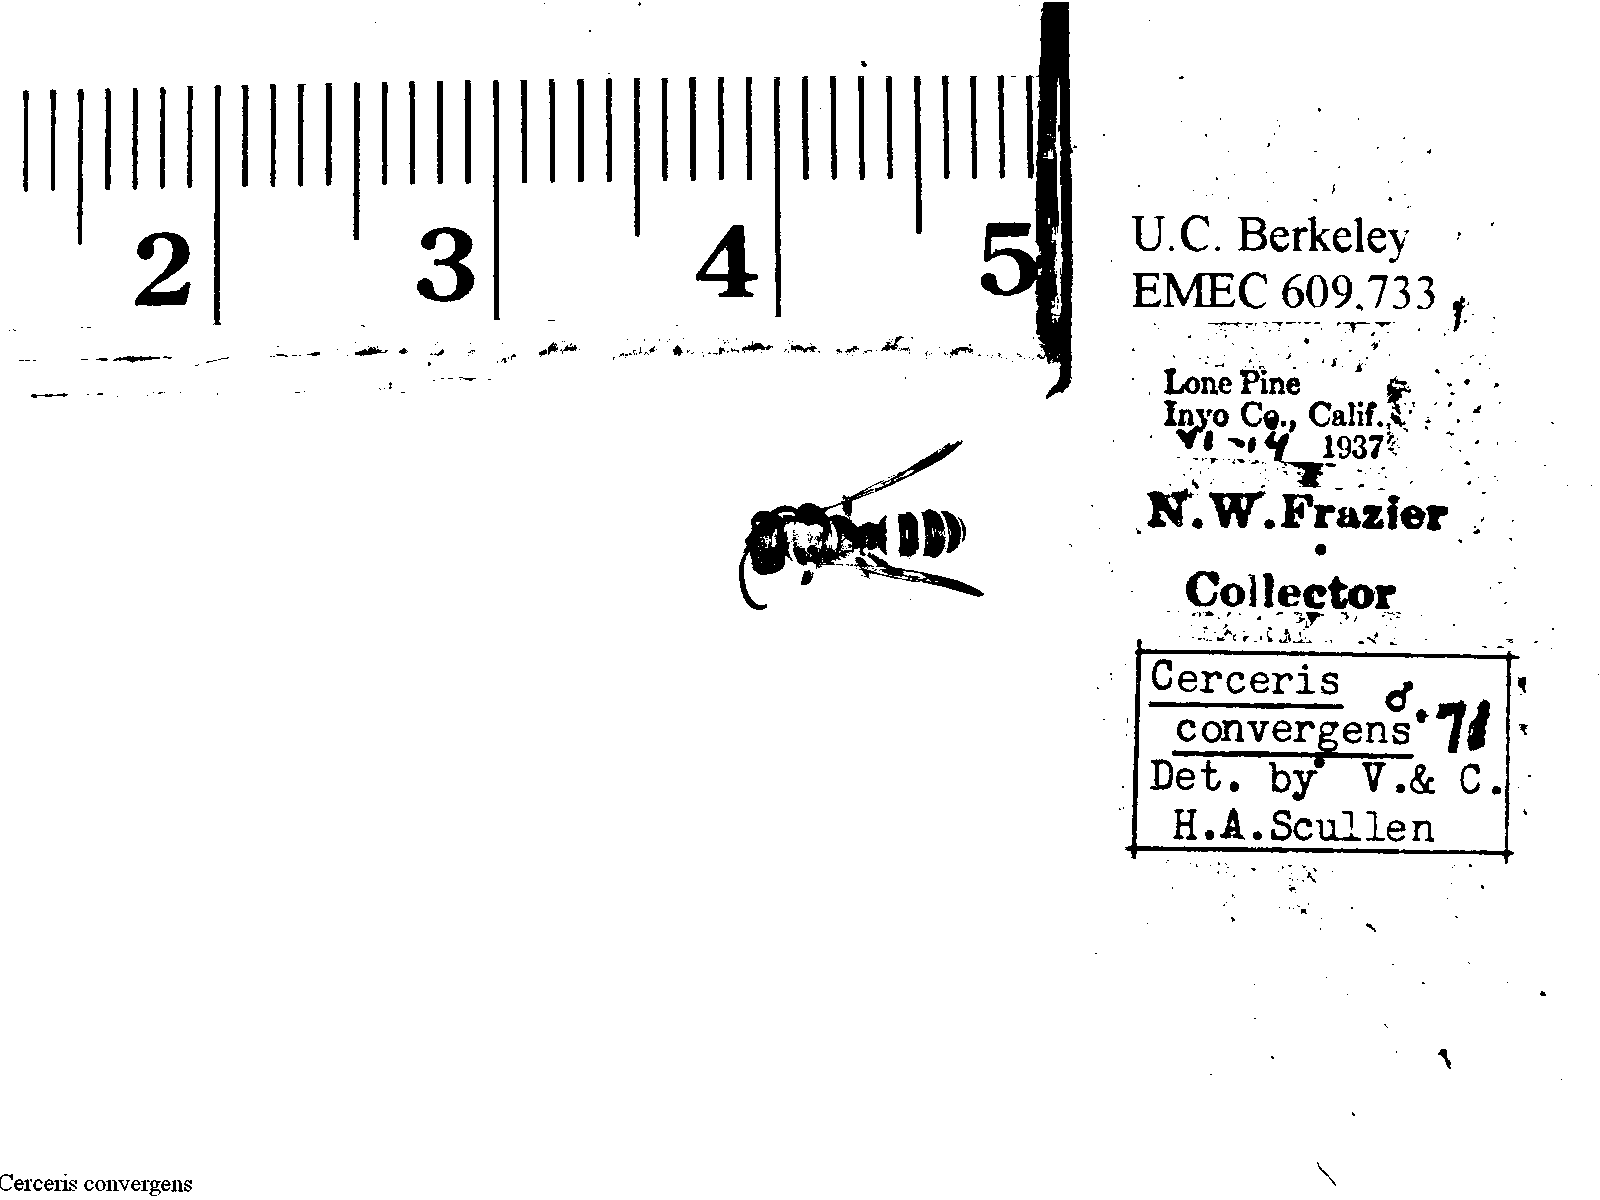 2 3 4 5
U.C. Berkeley
EMEC 609,733
Lone Pine
Inyo Co., Calif.
VI-14 1937
N.W.Frazier
Collector
Cerceris ♂
convergens '71
Det. by V.& C.
H.A.Scullen
Cerceris convergens